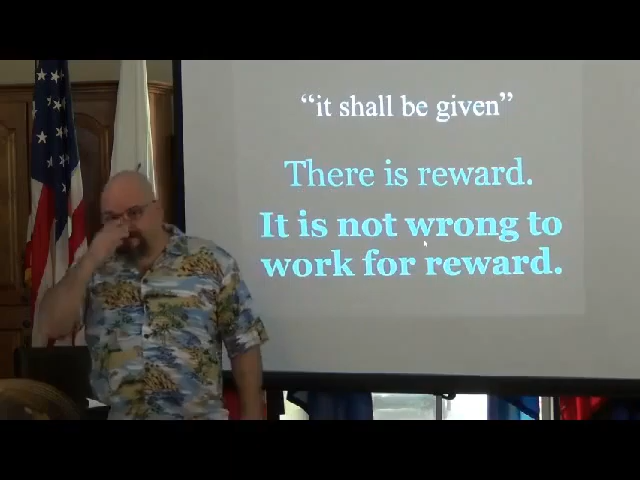 “it shall be given”
There is reward.
It is not wrong to
work for reward.